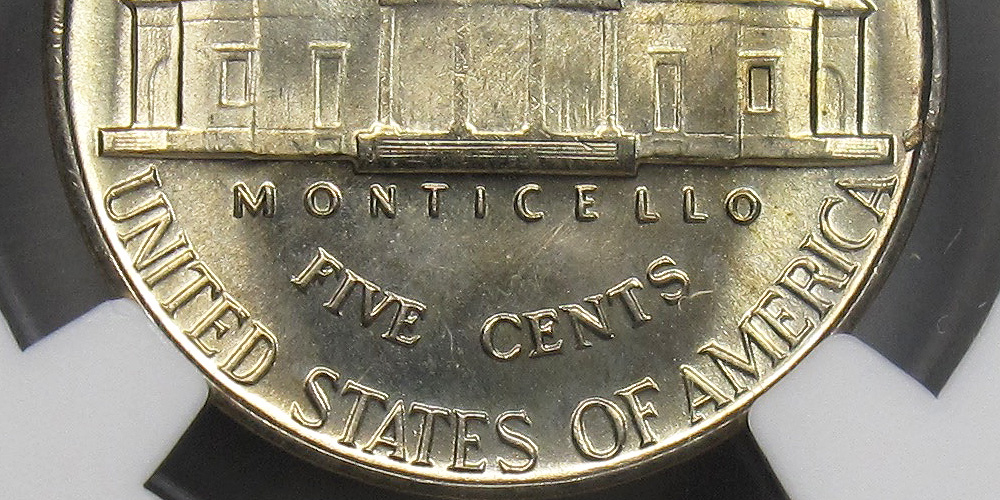 MONTICELLO
FIVE CENTS
UNITED STATES OF AMERICA